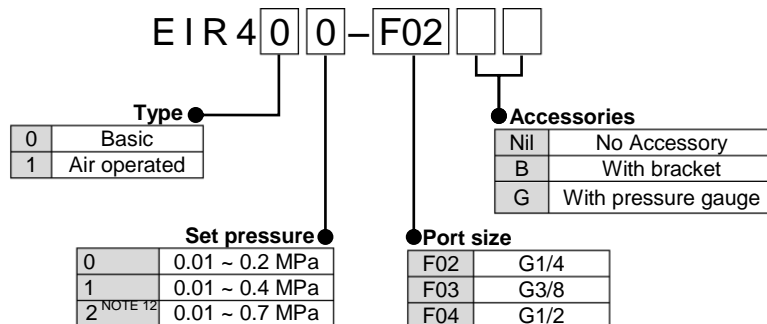 EIR400–F02
Type
0 Basic
1 Air operated
Accessories
Nil No Accessory
B With bracket
G With pressure gauge
Set pressure
0 0.01 ~ 0.2 MPa
1 0.01 ~ 0.4 MPa
2 NOTE 12 0.01 ~ 0.7 MPa
Port size
F02 G1/4
F03 G3/8
F04 G1/2